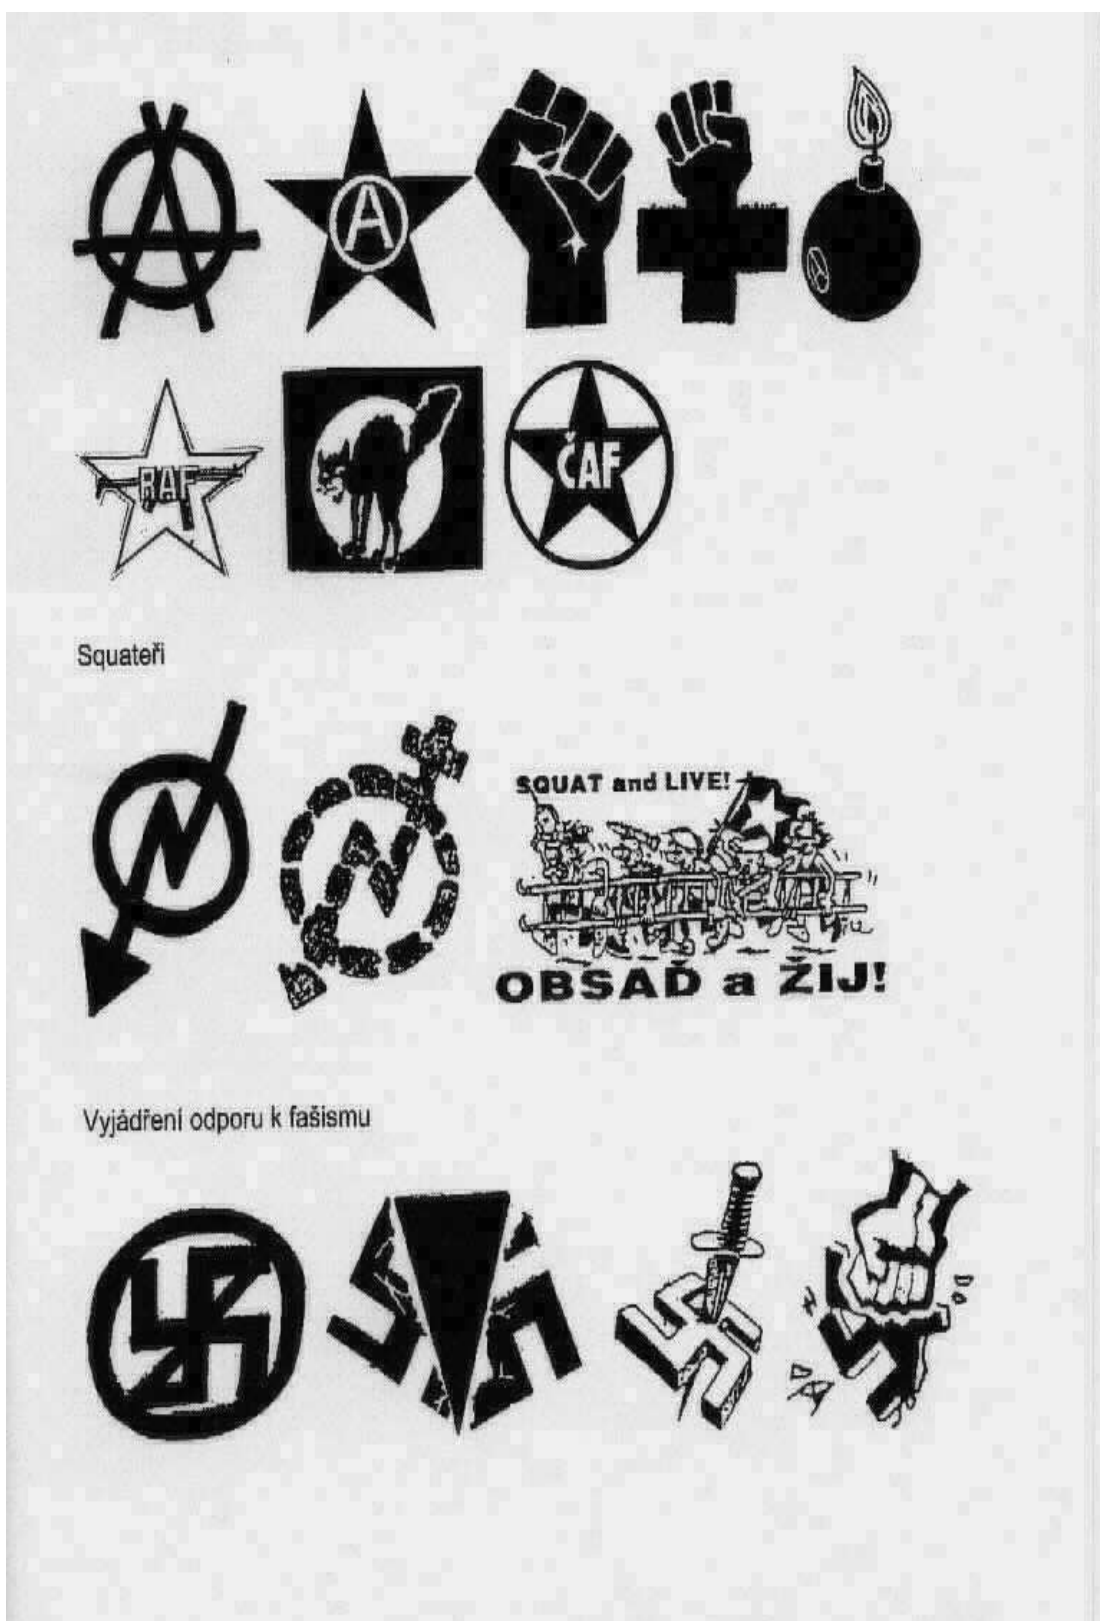 A
A
RAF
ČAF
Squateři
SQUAT and LIVE!
OBSAĎ a ŽIJ!
Vyjádření odporu k fašismu